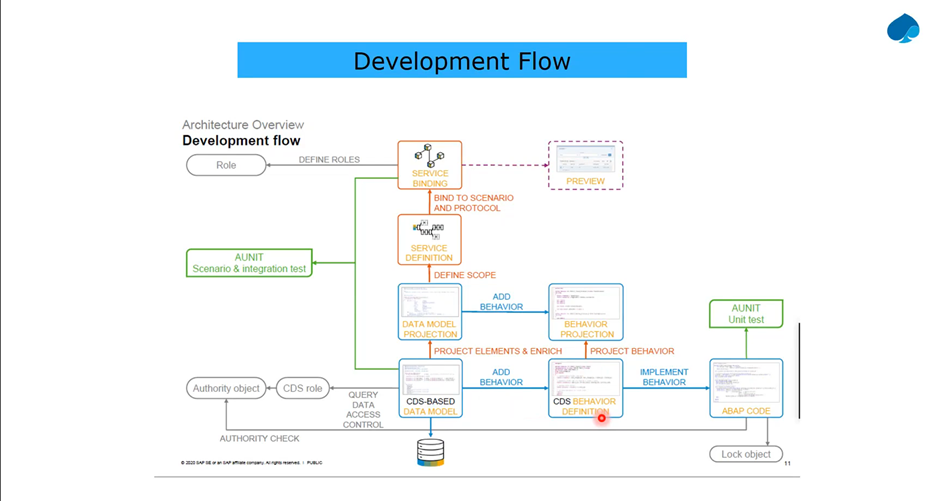 Development Flow
Architecture Overview
Development flow
Role
DEFINE ROLES
SERVICE
BINDING
PREVIEW
BIND TO SCENARIO
AND PROTOCOL
AUNIT
Scenario & integration test
SERVICE
DEFINITION
DEFINE SCOPE
ADD
BEHAVIOR
DATA MODEL
PROJECTION
BEHAVIOR
PROJECTION
AUNIT
Unit test
PROJECT ELEMENTS & ENRICH
PROJECT BEHAVIOR
Authority object
CDS role
QUERY
DATA
ACCESS
CONTROL
CDS-BASED
DATA MODEL
ADD
BEHAVIOR
CDS BEHAVIOR
DEFINITION
IMPLEMENT
BEHAVIOR
ABAP CODE
AUTHORITY CHECK
Lock object
© 2020 SAP SE or an SAP affiliate company. All rights reserved. I PUBLIC
11